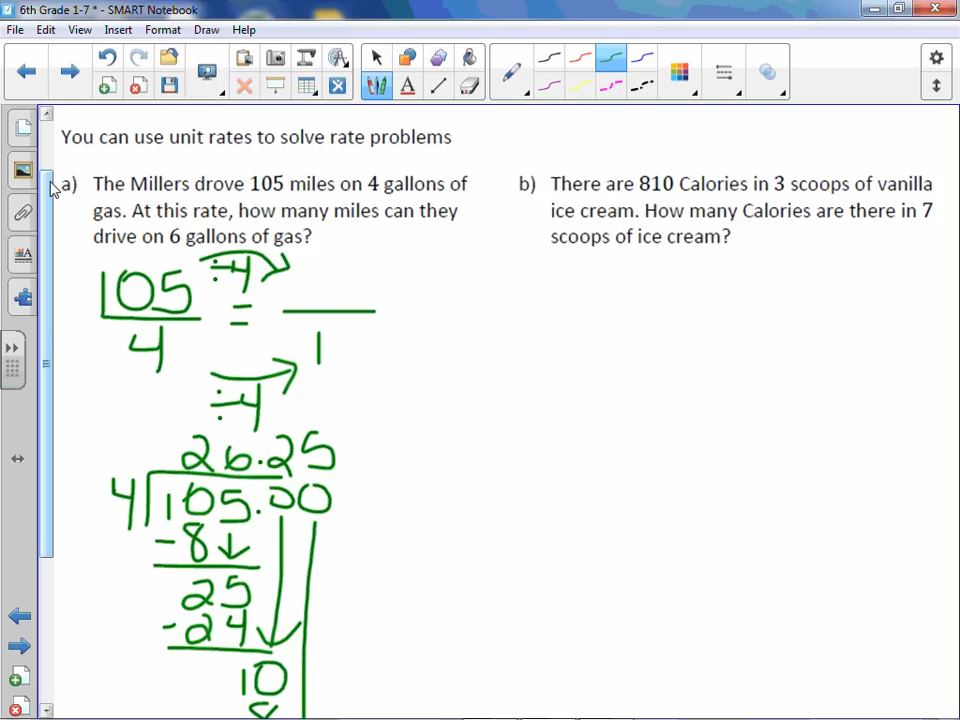 6th Grade 1-7 * - SMART Notebook
File Edit View Insert Format Draw Help
You can use unit rates to solve rate problems
a) The Millers drove 105 miles on 4 gallons of
gas. At this rate, how many miles can they
drive on 6 gallons of gas?
b) There are 810 Calories in 3 scoops of vanilla
ice cream. How many Calories are there in 7
scoops of ice cream?
÷4
105 =
4 1
÷4
26.25
4 105.00
-8
25
-24
10
8